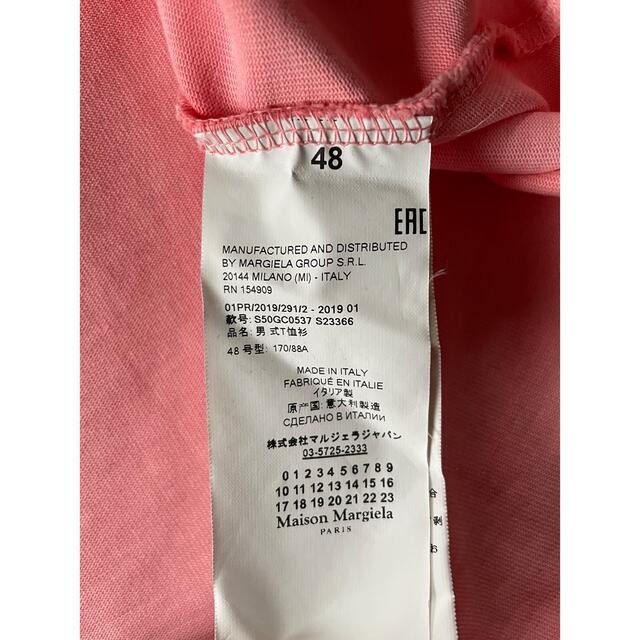 48
EAC
MANUFACTURED AND DISTRIBUTED
BY MARGIELA GROUP S.R.L.
20144 MILANO (MI) - ITALY
RN 154909
01PR/2019/291/2 - 2019 01
款号: S50GC0537 S23366
品名: 男式T恤衫
48 号型: 170/88A
MADE IN ITALY
FABRIQUÉ EN ITALIE
イタリア製
原产国: 意大利製造
СДЕЛАНО В ИТАЛИИ
株式会社マルジェラジャパン
03-5725-2333
0 1 2 3 4 5 6 7 8 9
10 11 12 13 14 15 16
17 18 19 20 21 22 23
Maison Margiela
PARIS
合
剥
お